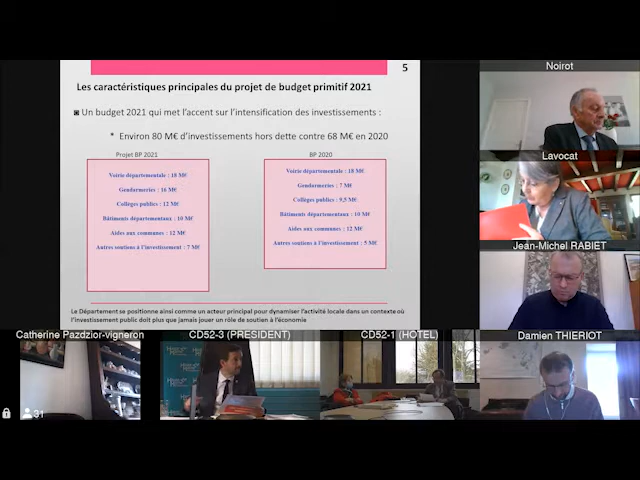 5
Les caractéristiques principales du projet de budget primitif 2021
Un budget 2021 qui met l'accent sur l'intensification des investissements :
* Environ 80 M€ d'investissements hors dette contre 68 M€ en 2020
Projet BP 2021
Voirie départementale : 18 M€
Gendarmeries : 16 M€
Collèges publics : 12 M€
Bâtiments départementaux : 10 M€
Aides aux communes : 12 M€
Autres soutiens à l'investissement : 7 M€
BP 2020
Voirie départementale : 18 M€
Gendarmeries : 7 M€
Collèges publics : 9,5 M€
Bâtiments départementaux : 10 M€
Aides aux communes : 12 M€
Autres soutiens à l'investissement : 5 M€
Le Département se positionne ainsi comme un acteur principal pour dynamiser l'activité locale dans un contexte où
l'investissement public doit plus que jamais jouer un rôle de soutien à l'économie
Noirot
Lavocat
Jean-Michel RABIET
Catherine Pazdzior-vigneron
CD52-3 (PRESIDENT)
CD52-1 (HOTEL)
Damien THIERIOT
31